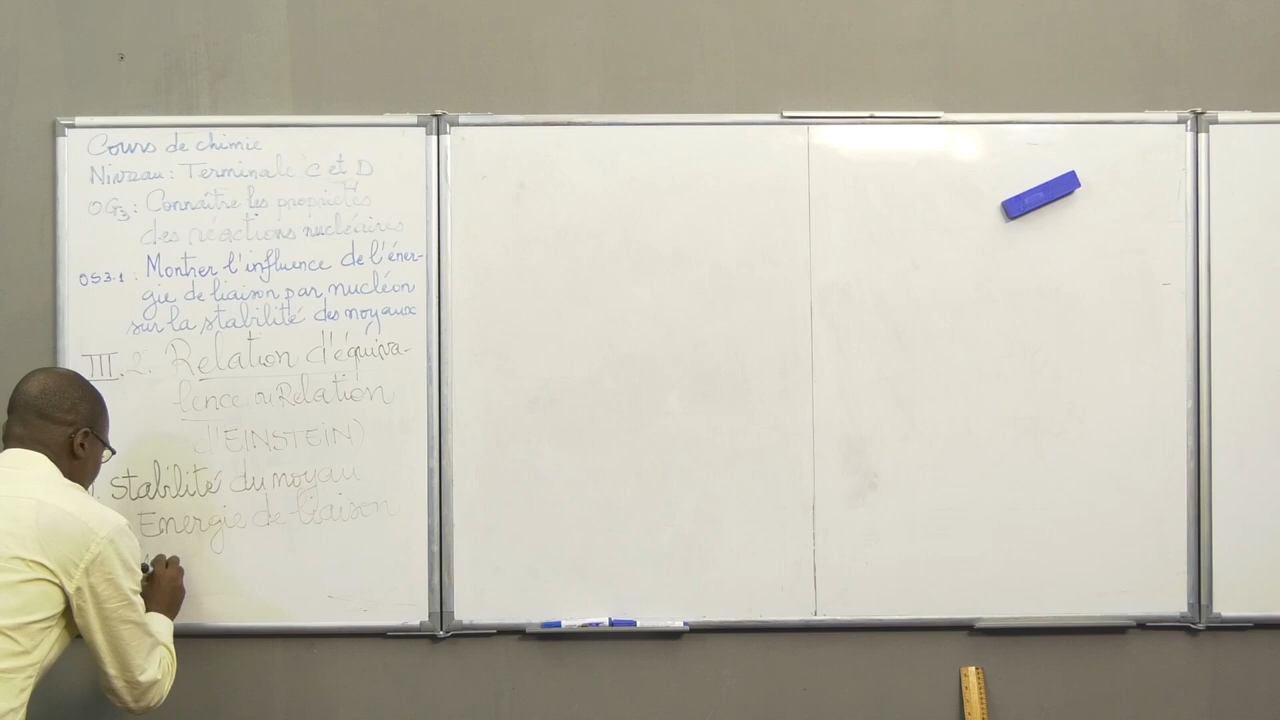 Cours de chimie
Niveau : Terminale C et D
OG3 : Connaître les propriétés
des réactions nucléaires
OS3.1 : Montrer l'influence de l'éner-
gie de liaison par nucléon
sur la stabilité des noyaux
III. 2. Relation d'équiva-
lence ou Relation
d'EINSTEIN)
Stabilité du noyau
Energie de liaison